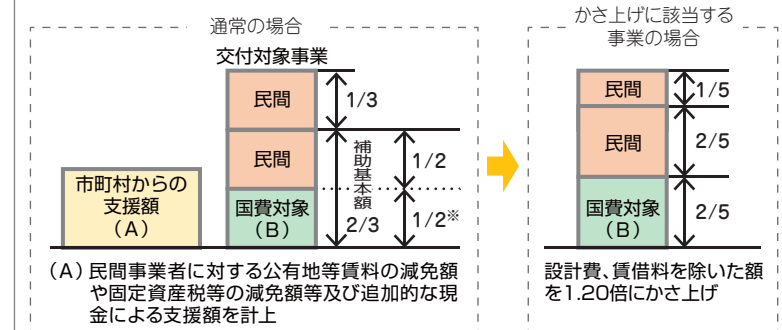 通常の場合
交付対象事業
民間
1/3
民間
補助基本額
2/3
1/2
国費対象
(B)
1/2※
市町村からの
支援額
(A)
(A) 民間事業者に対する公有地等賃料の減免額
や固定資産税等の減免額等及び追加的な現
金による支援額を計上
かさ上げに該当する
事業の場合
民間
1/5
民間
2/5
国費対象
(B)
2/5
設計費、賃借料を除いた額
を1.20倍にかさ上げ